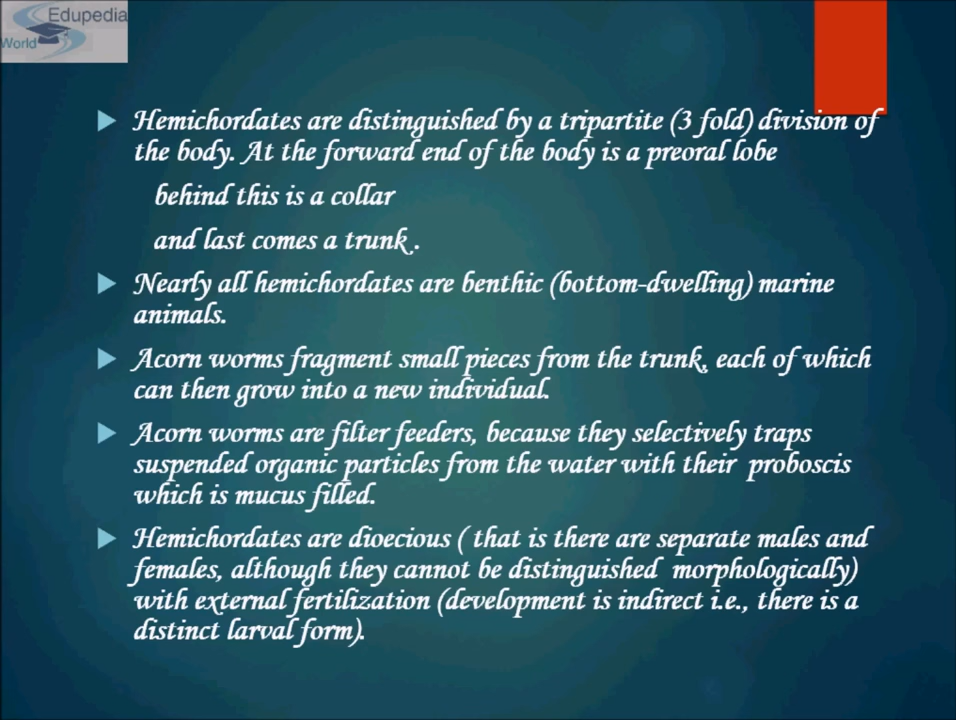 Edupedia
World
Hemichordates are distinguished by a tripartite (3 fold) division of
the body. At the forward end of the body is a preoral lobe
behind this is a collar
and last comes a trunk .
Nearly all hemichordates are benthic (bottom-dwelling) marine
animals.
Acorn worms fragment small pieces from the trunk, each of which
can then grow into a new individual.
Acorn worms are filter feeders, because they selectively traps
suspended organic particles from the water with their proboscis
which is mucus filled.
Hemichordates are dioecious ( that is there are separate males and
females, although they cannot be distinguished morphologically)
with external fertilization (development is indirect i.e., there is a
distinct larval form).